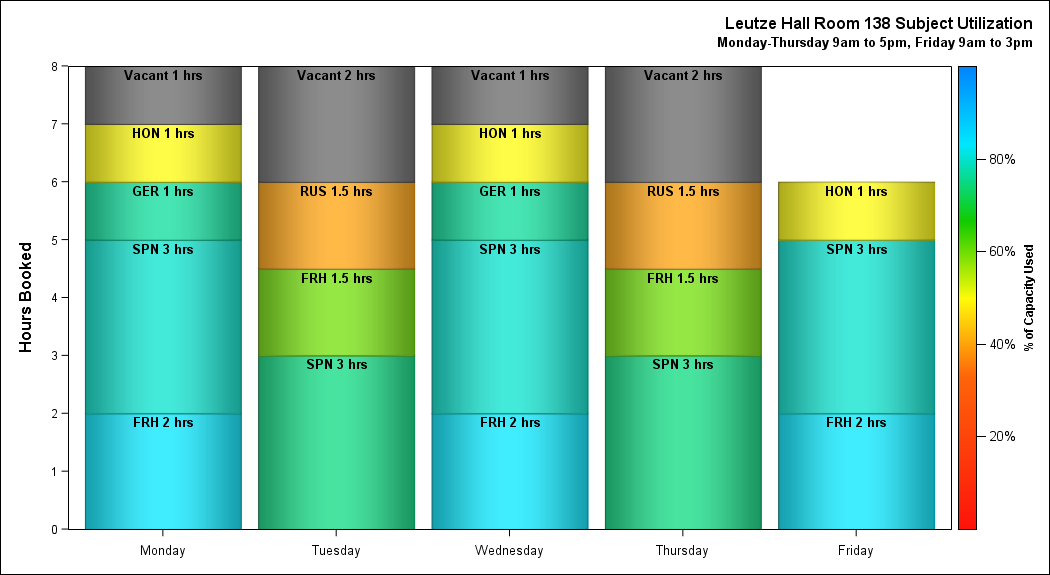 Leutze Hall Room 138 Subject Utilization
Monday-Thursday 9am to 5pm, Friday 9am to 3pm
Hours Booked
8
7
6
5
4
3
2
1
0
Vacant 1 hrs
HON 1 hrs
GER 1 hrs
SPN 3 hrs
FRH 2 hrs
Monday
Vacant 2 hrs
RUS 1.5 hrs
FRH 1.5 hrs
SPN 3 hrs
Tuesday
Vacant 1 hrs
HON 1 hrs
GER 1 hrs
SPN 3 hrs
FRH 2 hrs
Wednesday
Vacant 2 hrs
RUS 1.5 hrs
FRH 1.5 hrs
SPN 3 hrs
Thursday
HON 1 hrs
SPN 3 hrs
FRH 2 hrs
Friday
80%
60%
40%
20%
% of Capacity Used